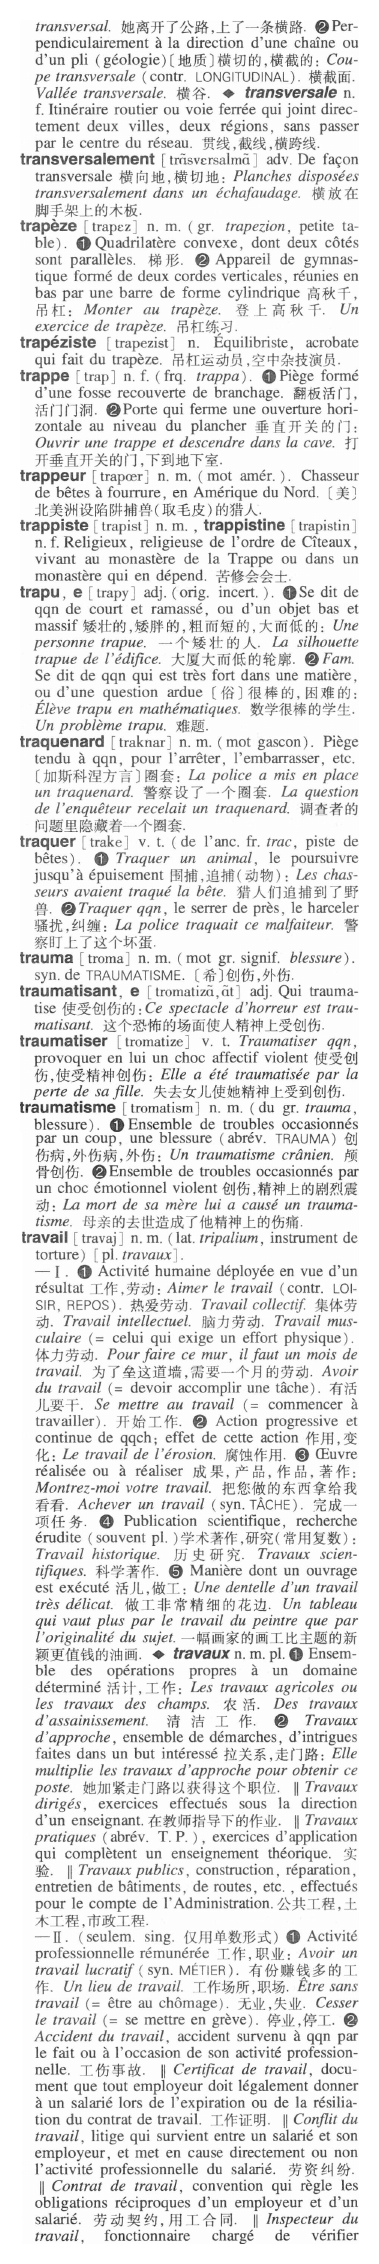 transversal. 她离开了公路,上了一条横路. ❷ Per-
pendiculairement à la direction d'une chaîne ou
d'un pli (géologie)〔地质〕横切的,横截的: Cou-
pe transversale (contr. LONGITUDINAL). 横截面.
Vallée transversale. 横谷. ◆ transversale n.
f. Itinéraire routier ou voie ferrée qui joint direc-
tement deux villes, deux régions, sans passer
par le centre du réseau. 贯线,截线,横跨线.
transversalement [trɑ̃svɛrsalmɑ̃] adv. De façon
transversale 横向地,横切地: Planches disposées
transversalement dans un échafaudage. 横放在
脚手架上的木板.
trapèze [trapɛz] n. m. (gr. trapezion, petite ta-
ble). ❶ Quadrilatère convexe, dont deux côtés
sont parallèles. 梯形. ❷ Appareil de gymnas-
tique formé de deux cordes verticales, réunies en
bas par une barre de forme cylindrique 高秋千,
吊杠: Monter au trapèze. 登上高秋千. Un
exercice de trapèze. 吊杠练习.
trapéziste [trapezist] n. Équilibriste, acrobate
qui fait du trapèze. 吊杠运动员,空中杂技演员.
trappe [trap] n. f. (frq. trappa). ❶ Piège formé
d'une fosse recouverte de branchage. 翻板活门,
活门门洞. ❷ Porte qui ferme une ouverture hori-
zontale au niveau du plancher 垂直开关的门:
Ouvrir une trappe et descendre dans la cave. 打
开垂直开关的门,下到地下室.
trappeur [trapœr] n. m. (mot amér.). Chasseur
de bêtes à fourrure, en Amérique du Nord. 〔美〕
北美洲设陷阱捕兽(取毛皮)的猎人.
trappiste [trapist] n. m., trappistine [trapistin]
n. f. Religieux, religieuse de l'ordre de Cîteaux,
vivant au monastère de la Trappe ou dans un
monastère qui en dépend. 苦修会会士.
trapu, e [trapy] adj. (orig. incert.). ❶ Se dit de
qqn de court et ramassé, ou d'un objet bas et
massif 矮壮的,矮胖的,粗而短的,大而低的: Une
personne trapue. 一个矮壮的人. La silhouette
trapue de l'édifice. 大厦大而低的轮廓. ❷ Fam.
Se dit de qqn qui est très fort dans une matière,
ou d'une question ardue〔俗〕很棒的,困难的:
Élève trapu en mathématiques. 数学很棒的学生.
Un problème trapu. 难题.
traquenard [traknar] n. m. (mot gascon). Piège
tendu à qqn, pour l'arrêter, l'embarrasser, etc.
〔加斯科涅方言〕圈套: La police a mis en place
un traquenard. 警察设了一个圈套. La question
de l'enquêteur recelait un traquenard. 调查者的
问题里隐藏着一个圈套.
traquer [trake] v. t. (de l'anc. fr. trac, piste de
bêtes). ❶ Traquer un animal, le poursuivre
jusqu'à épuisement 围捕,追捕(动物): Les chas-
seurs avaient traqué la bête. 猎人们追捕到了野
兽. ❷ Traquer qqn, le serrer de près, le harceler
骚扰,纠缠: La police traquait ce malfaiteur. 警
察盯上了这个坏蛋.
trauma [troma] n. m. (mot gr. signif. blessure).
syn. de TRAUMATISME. 〔希〕创伤,外伤.
traumatisant, e [tromatizɑ̃, ɑ̃t] adj. Qui trauma-
tise 使受创伤的: Ce spectacle d'horreur est trau-
matisant. 这个恐怖的场面使人精神上受创伤.
traumatiser [tromatize] v. t. Traumatiser qqn,
provoquer en lui un choc affectif violent 使受创
伤,使受精神创伤: Elle a été traumatisée par la
perte de sa fille. 失去女儿使她精神上受到创伤.
traumatisme [tromatism] n. m. (du gr. trauma,
blessure). ❶ Ensemble de troubles occasionnés
par un coup, une blessure (abrév. TRAUMA) 创
伤病,外伤病,外伤: Un traumatisme crânien. 颅
骨创伤. ❷ Ensemble de troubles occasionnés par
un choc émotionnel violent 创伤,精神上的剧烈震
动: La mort de sa mère lui a causé un trauma-
tisme. 母亲的去世造成了他精神上的伤痛.
travail [travaj] n. m. (lat. tripalium, instrument de
torture) [pl. travaux].
— I. ❶ Activité humaine déployée en vue d'un
résultat 工作,劳动: Aimer le travail (contr. LOI-
SIR, REPOS). 热爱劳动. Travail collectif. 集体劳
动. Travail intellectuel. 脑力劳动. Travail mus-
culaire (= celui qui exige un effort physique).
体力劳动. Pour faire ce mur, il faut un mois de
travail. 为了垒这道墙,需要一个月的劳动. Avoir
du travail (= devoir accomplir une tâche). 有活
儿要干. Se mettre au travail (= commencer à
travailler). 开始工作. ❷ Action progressive et
continue de qqch; effet de cette action 作用,变
化: Le travail de l'érosion. 腐蚀作用. ❸ Œuvre
réalisée ou à réaliser 成果,产品,作品,著作:
Montrez-moi votre travail. 把您做的东西拿给我
看看. Achever un travail (syn. TÂCHE). 完成一
项任务. ❹ Publication scientifique, recherche
érudite (souvent pl.) 学术著作,研究(常用复数):
Travail historique. 历史研究. Travaux scien-
tifiques. 科学著作. ❺ Manière dont un ouvrage
est exécuté 活儿,做工: Une dentelle d'un travail
très délicat. 做工非常精细的花边. Un tableau
qui vaut plus par le travail du peintre que par
l'originalité du sujet. 一幅画家的画工比主题的新
颖更值钱的油画. ◆ travaux n. m. pl. ❶ Ensem-
ble des opérations propres à un domaine
déterminé 活计,工作: Les travaux agricoles ou
les travaux des champs. 农活. Des travaux
d'assainissement. 清洁工作. ❷ Travaux
d'approche, ensemble de démarches, d'intrigues
faites dans un but intéressé 拉关系,走门路: Elle
multiplie les travaux d'approche pour obtenir ce
poste. 她加紧走门路以获得这个职位. ‖ Travaux
dirigés, exercices effectués sous la direction
d'un enseignant. 在教师指导下的作业. ‖ Travaux
pratiques (abrév. T. P.), exercices d'application
qui complètent un enseignement théorique. 实
验. ‖ Travaux publics, construction, réparation,
entretien de bâtiments, de routes, etc., effectués
pour le compte de l'Administration. 公共工程,土
木工程,市政工程.
— II. (seulem. sing. 仅用单数形式) ❶ Activité
professionnelle rémunérée 工作,职业: Avoir un
travail lucratif (syn. MÉTIER). 有份赚钱多的工
作. Un lieu de travail. 工作场所,职场. Être sans
travail (= être au chômage). 无业,失业. Cesser
le travail (= se mettre en grève). 停业,停工. ❷
Accident du travail, accident survenu à qqn par
le fait ou à l'occasion de son activité profession-
nelle. 工伤事故. ‖ Certificat de travail, docu-
ment que tout employeur doit légalement donner
à un salarié lors de l'expiration ou de la résilia-
tion du contrat de travail. 工作证明. ‖ Conflit du
travail, litige qui survient entre un salarié et son
employeur, et met en cause directement ou non
l'activité professionnelle du salarié. 劳资纠纷.
‖ Contrat de travail, convention qui règle les
obligations réciproques d'un employeur et d'un
salarié. 劳动契约,用工合同. ‖ Inspecteur du
travail, fonctionnaire chargé de vérifier